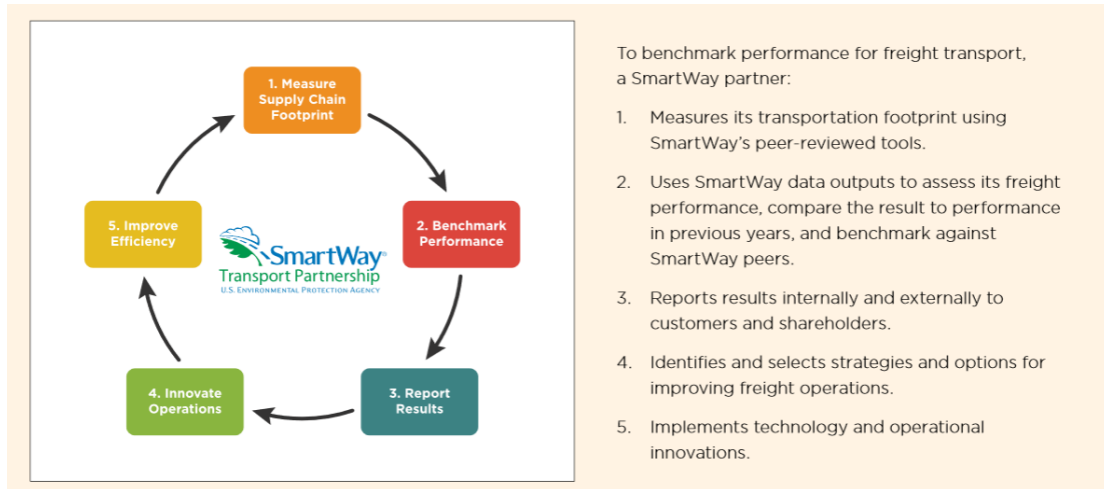 1. Measure
Supply Chain
Footprint
2. Benchmark
Performance
3. Report
Results
4. Innovate
Operations
5. Improve
Efficiency
SmartWay®
Transport Partnership
U.S. ENVIRONMENTAL PROTECTION AGENCY
To benchmark performance for freight transport,
a SmartWay partner:
1. Measures its transportation footprint using
SmartWay’s peer-reviewed tools.
2. Uses SmartWay data outputs to assess its freight
performance, compare the result to performance
in previous years, and benchmark against
SmartWay peers.
3. Reports results internally and externally to
customers and shareholders.
4. Identifies and selects strategies and options for
improving freight operations.
5. Implements technology and operational
innovations.